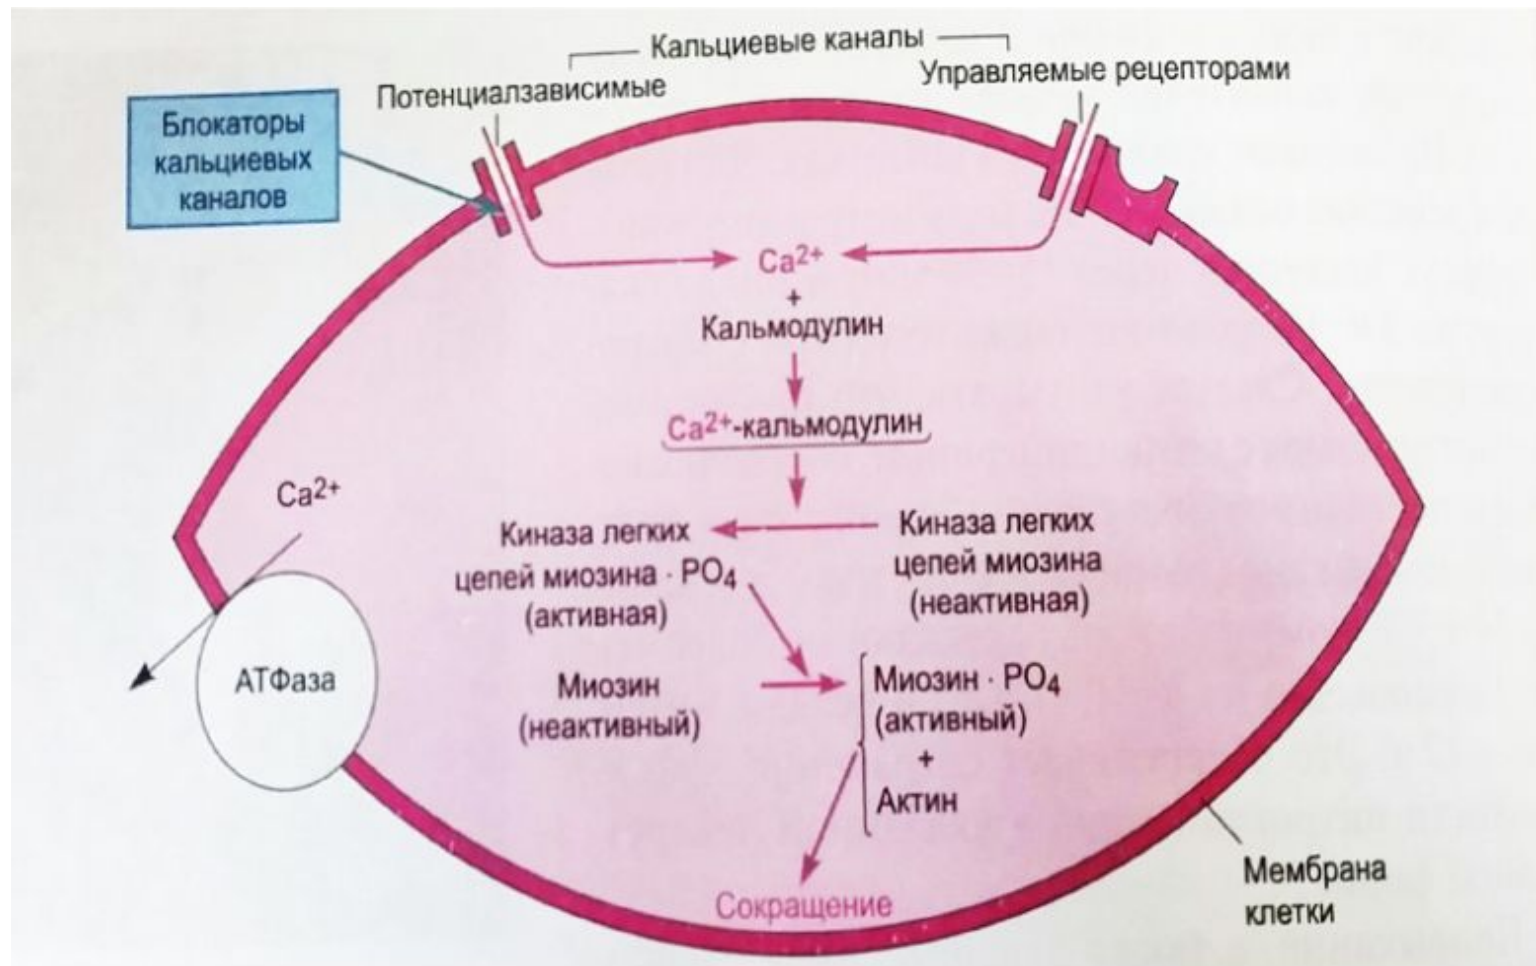 Кальциевые каналы
Потенциалзависимые
Управляемые рецепторами
Блокаторы
кальциевых
каналов
Ca2+
+
Кальмодулин
Ca2+-кальмодулин
Ca2+
Киназа легких
цепей миозина · PO4
(активная)
Киназа легких
цепей миозина
(неактивная)
АТФаза
Миозин
(неактивный)
Миозин · PO4
(активный)
+
Актин
Сокращение
Мембрана
клетки